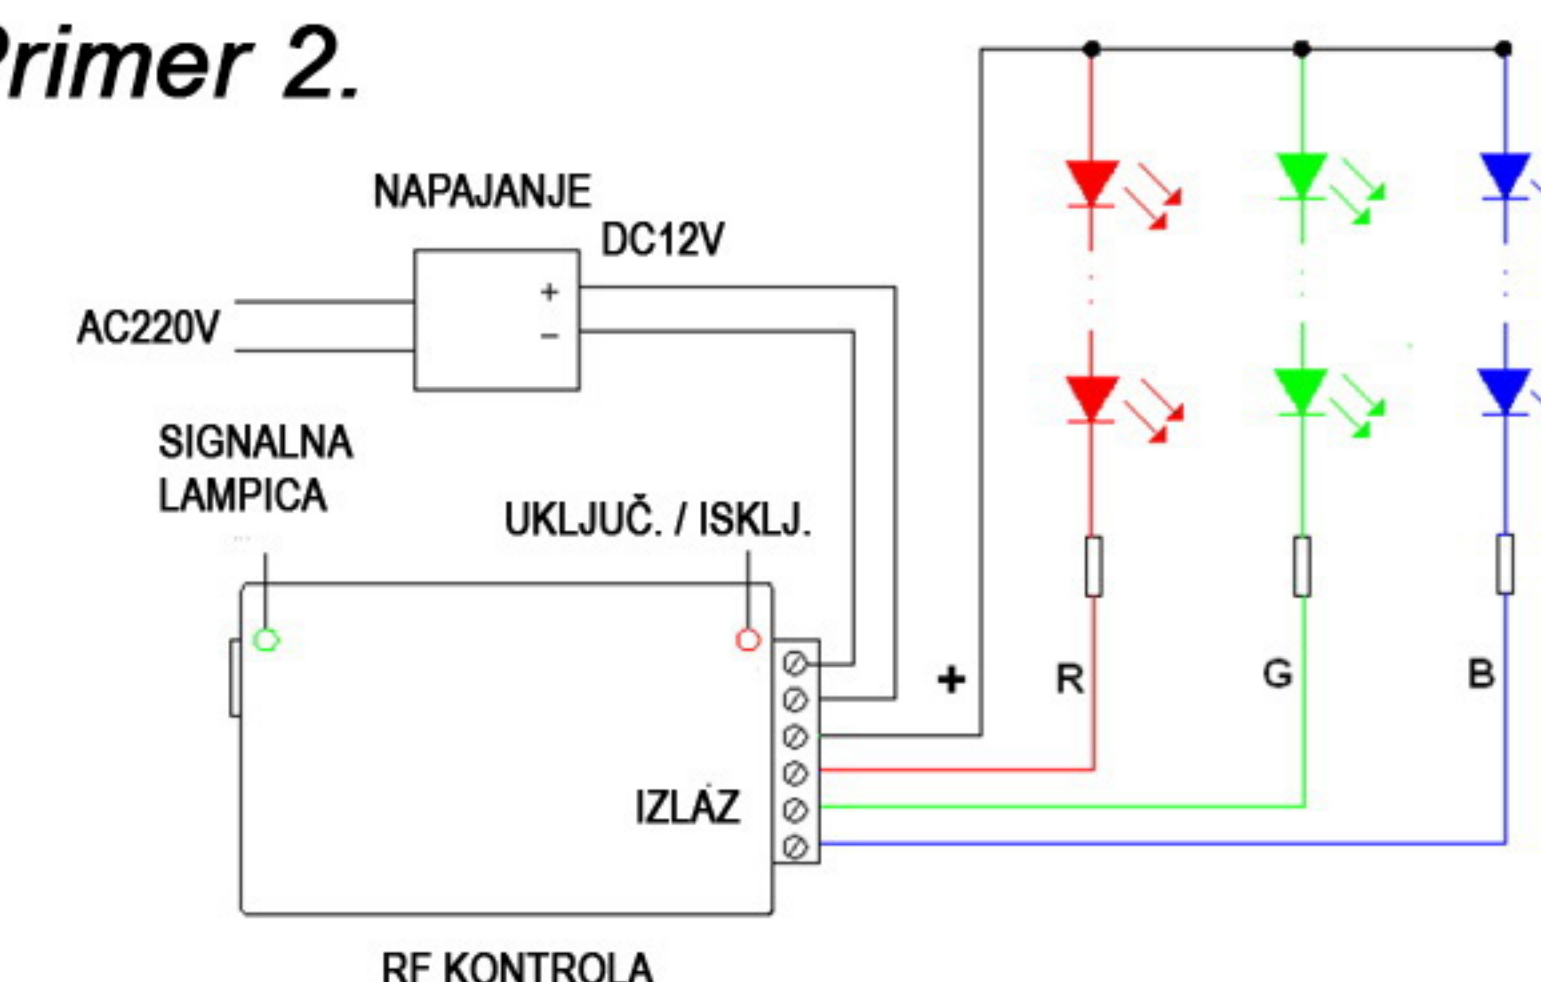 Primer 2.
NAPAJANJE
DC12V
+
−
AC220V
SIGNALNA
LAMPICA
UKLJUČ. / ISKLJ.
+
R
G
B
IZLAZ
RF KONTROLA